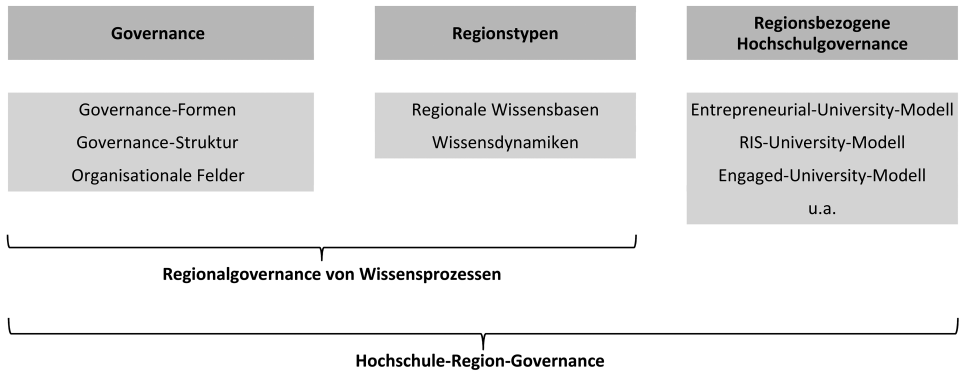 Governance
Regionstypen
Regionsbezogene
Hochschulgovernance
Governance-Formen
Governance-Struktur
Organisationale Felder
Regionale Wissensbasen
Wissensdynamiken
Entrepreneurial-University-Modell
RIS-University-Modell
Engaged-University-Modell
u.a.
Regionalgovernance von Wissensprozessen
Hochschule-Region-Governance